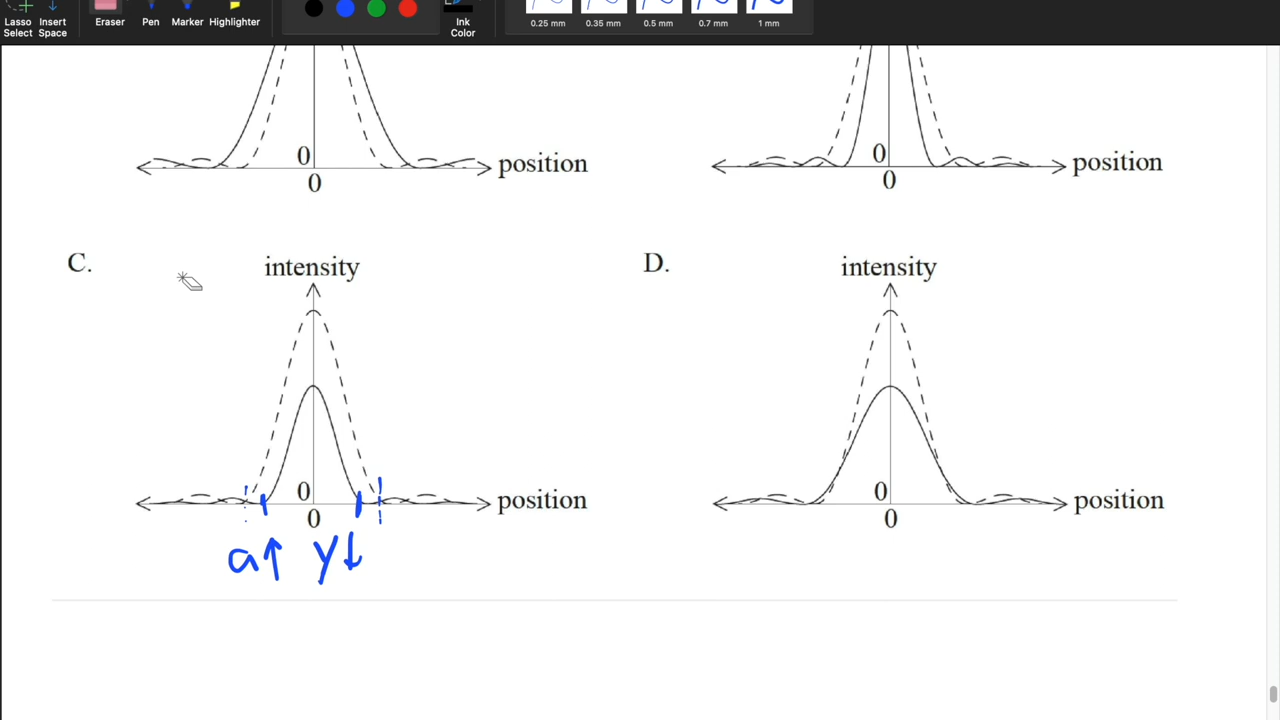 Lasso Select
Insert Space
Eraser
Pen
Marker
Highlighter
Ink Color
0.25 mm
0.35 mm
0.5 mm
0.7 mm
1 mm
0
position
0
0
position
0
C.
intensity
0
position
0
a↑ y↓
D.
intensity
0
position
0